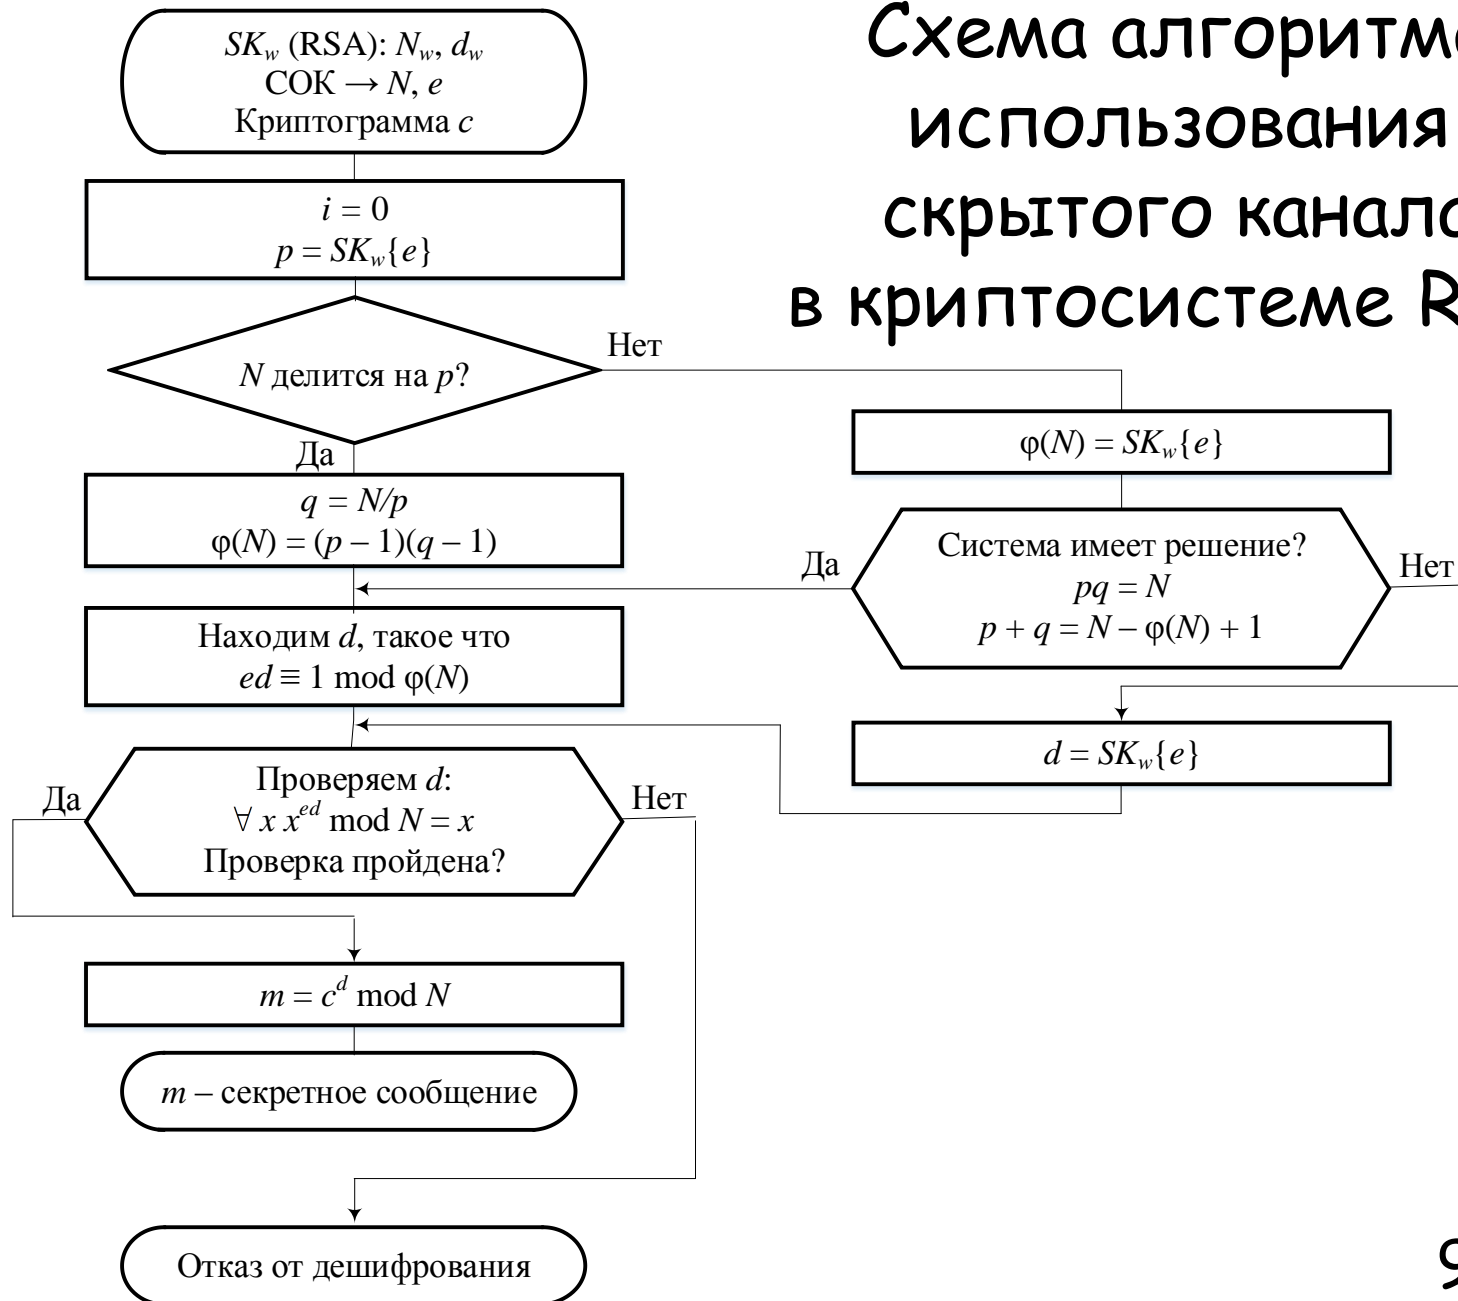 Схема алгоритма
использования
скрытого канала
в криптосистеме R
SKw (RSA): Nw, dw
СОК → N, e
Криптограмма c
i = 0
p = SKw{e}
N делится на p?
Нет
Да
q = N/p
φ(N) = (p – 1)(q – 1)
φ(N) = SKw{e}
Система имеет решение?
pq = N
p + q = N – φ(N) + 1
Да
Нет
Находим d, такое что
ed ≡ 1 mod φ(N)
d = SKw{e}
Проверяем d:
∀ x x^ed mod N = x
Проверка пройдена?
Да
Нет
m = c^d mod N
m – секретное сообщение
Отказ от дешифрования